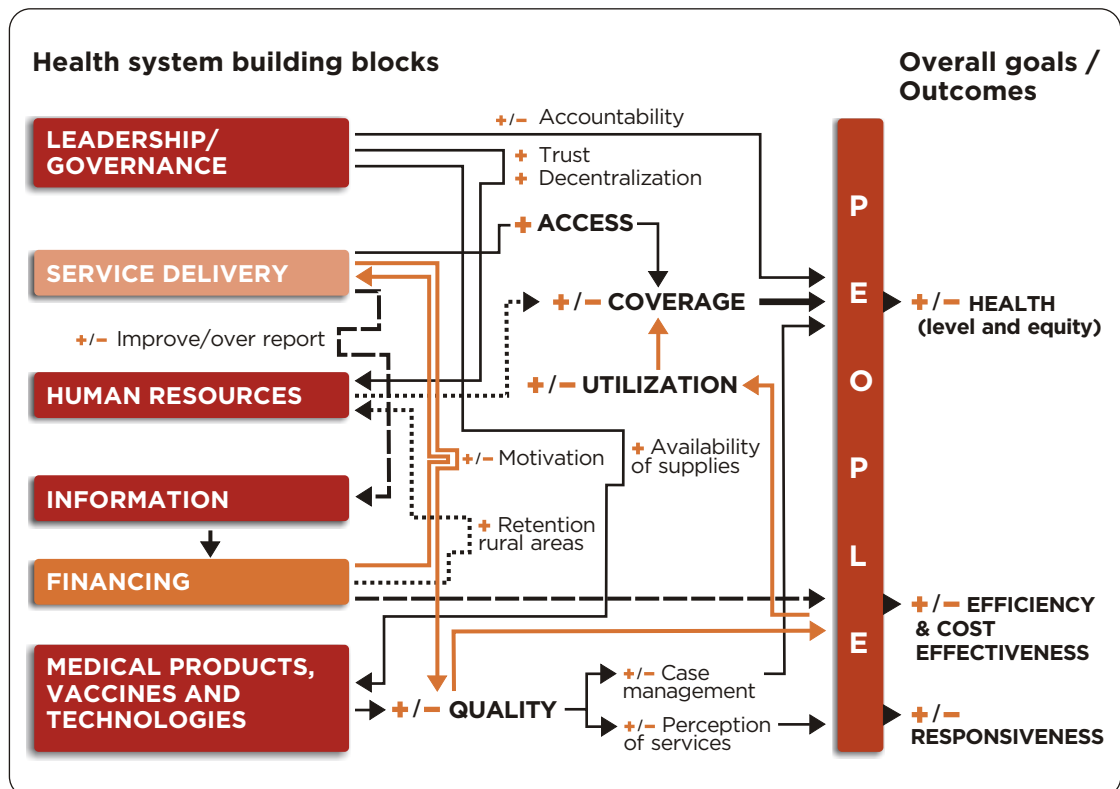 Health system building blocks
Overall goals /
Outcomes
LEADERSHIP/
GOVERNANCE
+/− Accountability
+ Trust
+ Decentralization
+ ACCESS
SERVICE DELIVERY
+/− COVERAGE
+/− HEALTH
(level and equity)
+/− Improve/over report
HUMAN RESOURCES
+/− UTILIZATION
+/− Motivation
+ Availability
of supplies
INFORMATION
+ Retention
rural areas
FINANCING
+/− EFFICIENCY
& COST
EFFECTIVENESS
MEDICAL PRODUCTS,
VACCINES AND
TECHNOLOGIES
+/− QUALITY
+/− Case
management
+/− Perception
of services
+/−
RESPONSIVENESS
P
E
O
P
L
E